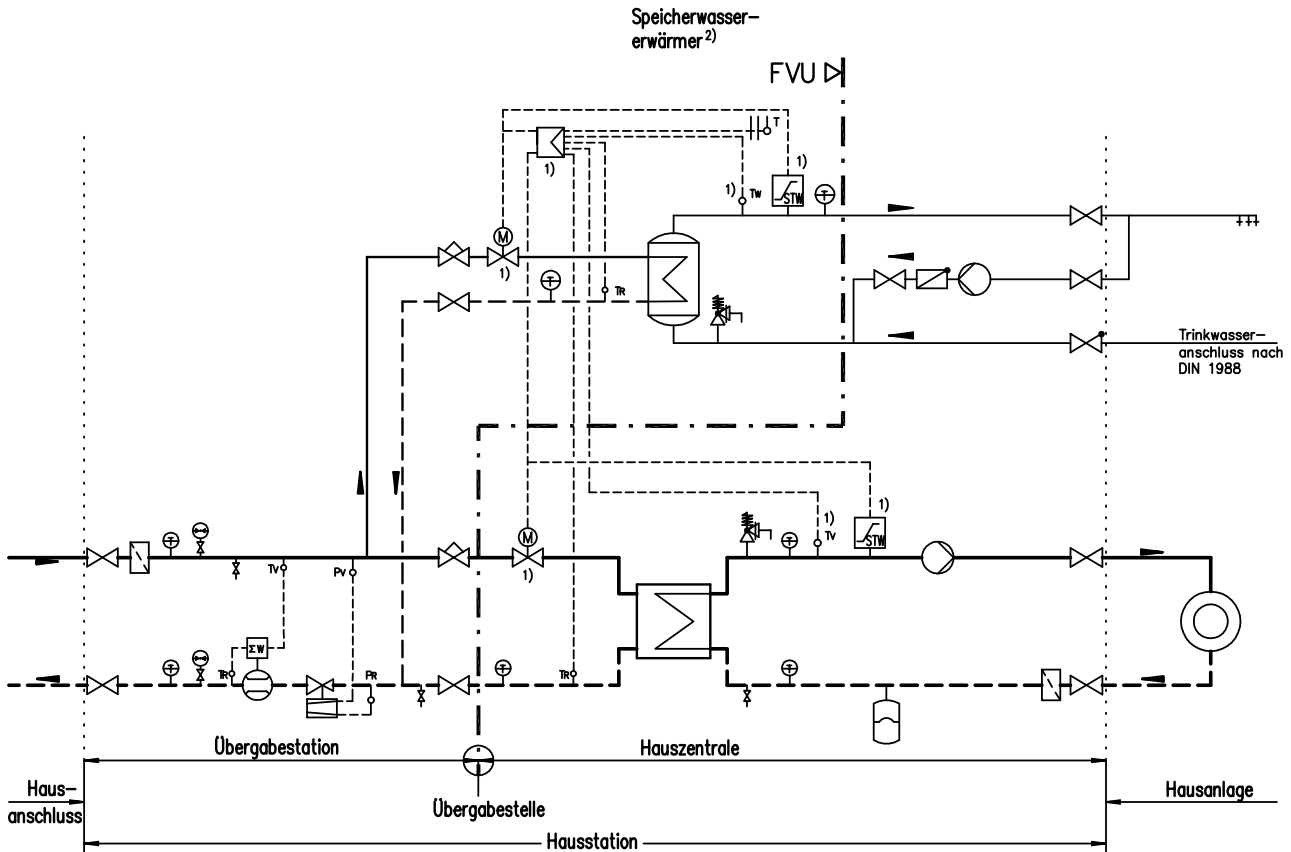 Speicherwasser-
erwärmer 2)
FVU
T
1)
1)
1) Tw
STW
T
M
1)
T
TR
Trinkwasser-
anschluss nach
DIN 1988
1)
1)
Tv
STW
T
M
1)
T
Tv
Pv
ΣW
T
TR
PR
T
TR
T
Übergabestation
Hauszentrale
Haus-
anschluss
Übergabestelle
Hausanlage
Hausstation